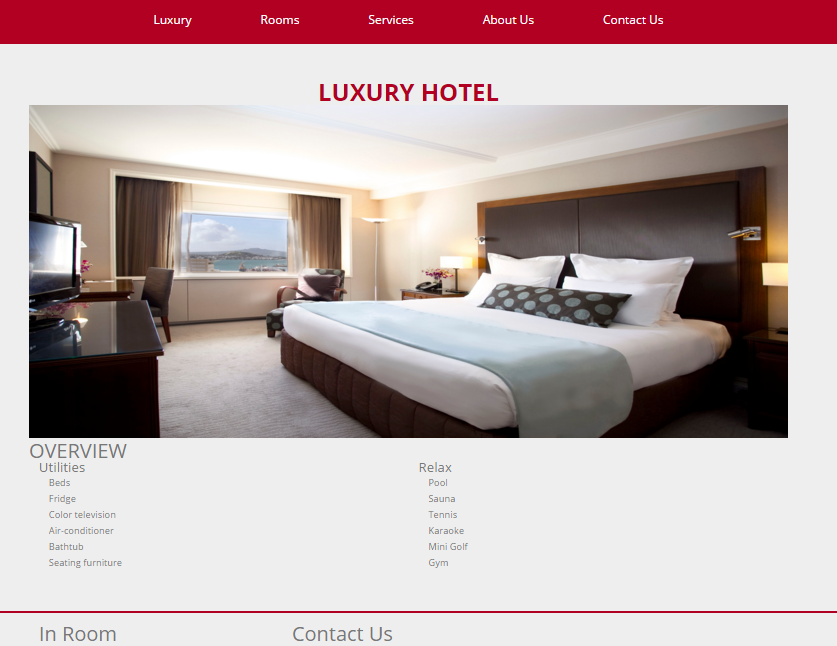 Luxury Rooms Services About Us Contact Us
LUXURY HOTEL
OVERVIEW
Utilities
Beds
Fridge
Color television
Air-conditioner
Bathtub
Seating furniture
Relax
Pool
Sauna
Tennis
Karaoke
Mini Golf
Gym
In Room
Contact Us